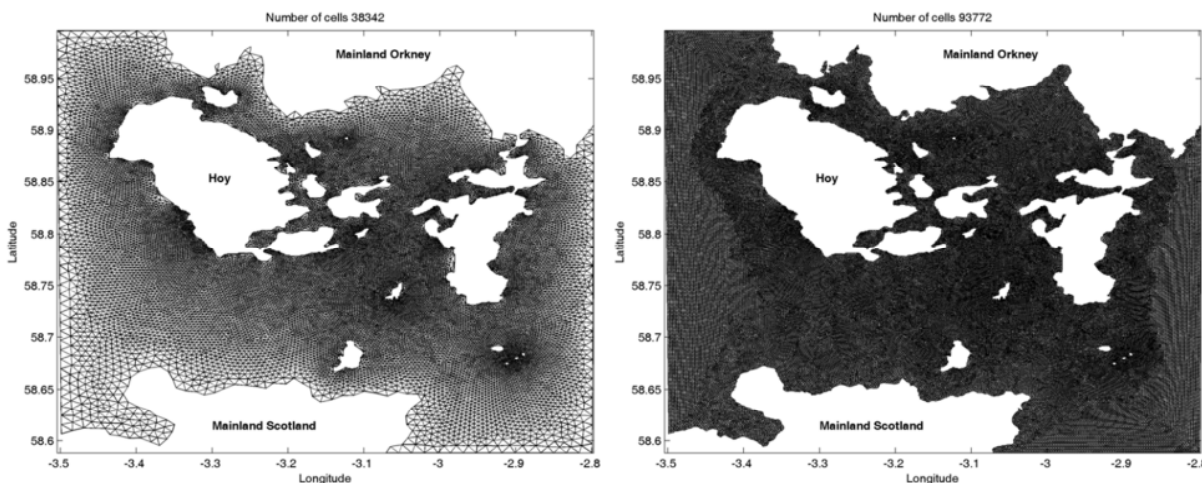 Number of cells 38342
Mainland Orkney
Hoy
Mainland Scotland
58.95
58.9
58.85
58.8
58.75
58.7
58.65
58.6
Latitude
-3.5 -3.4 -3.3 -3.2 -3.1 -3 -2.9 -2.8
Longitude
Number of cells 93772
Mainland Orkney
Hoy
Mainland Scotland
58.95
58.9
58.85
58.8
58.75
58.7
58.65
58.6
Latitude
-3.5 -3.4 -3.3 -3.2 -3.1 -3 -2.9 -2.8
Longitude